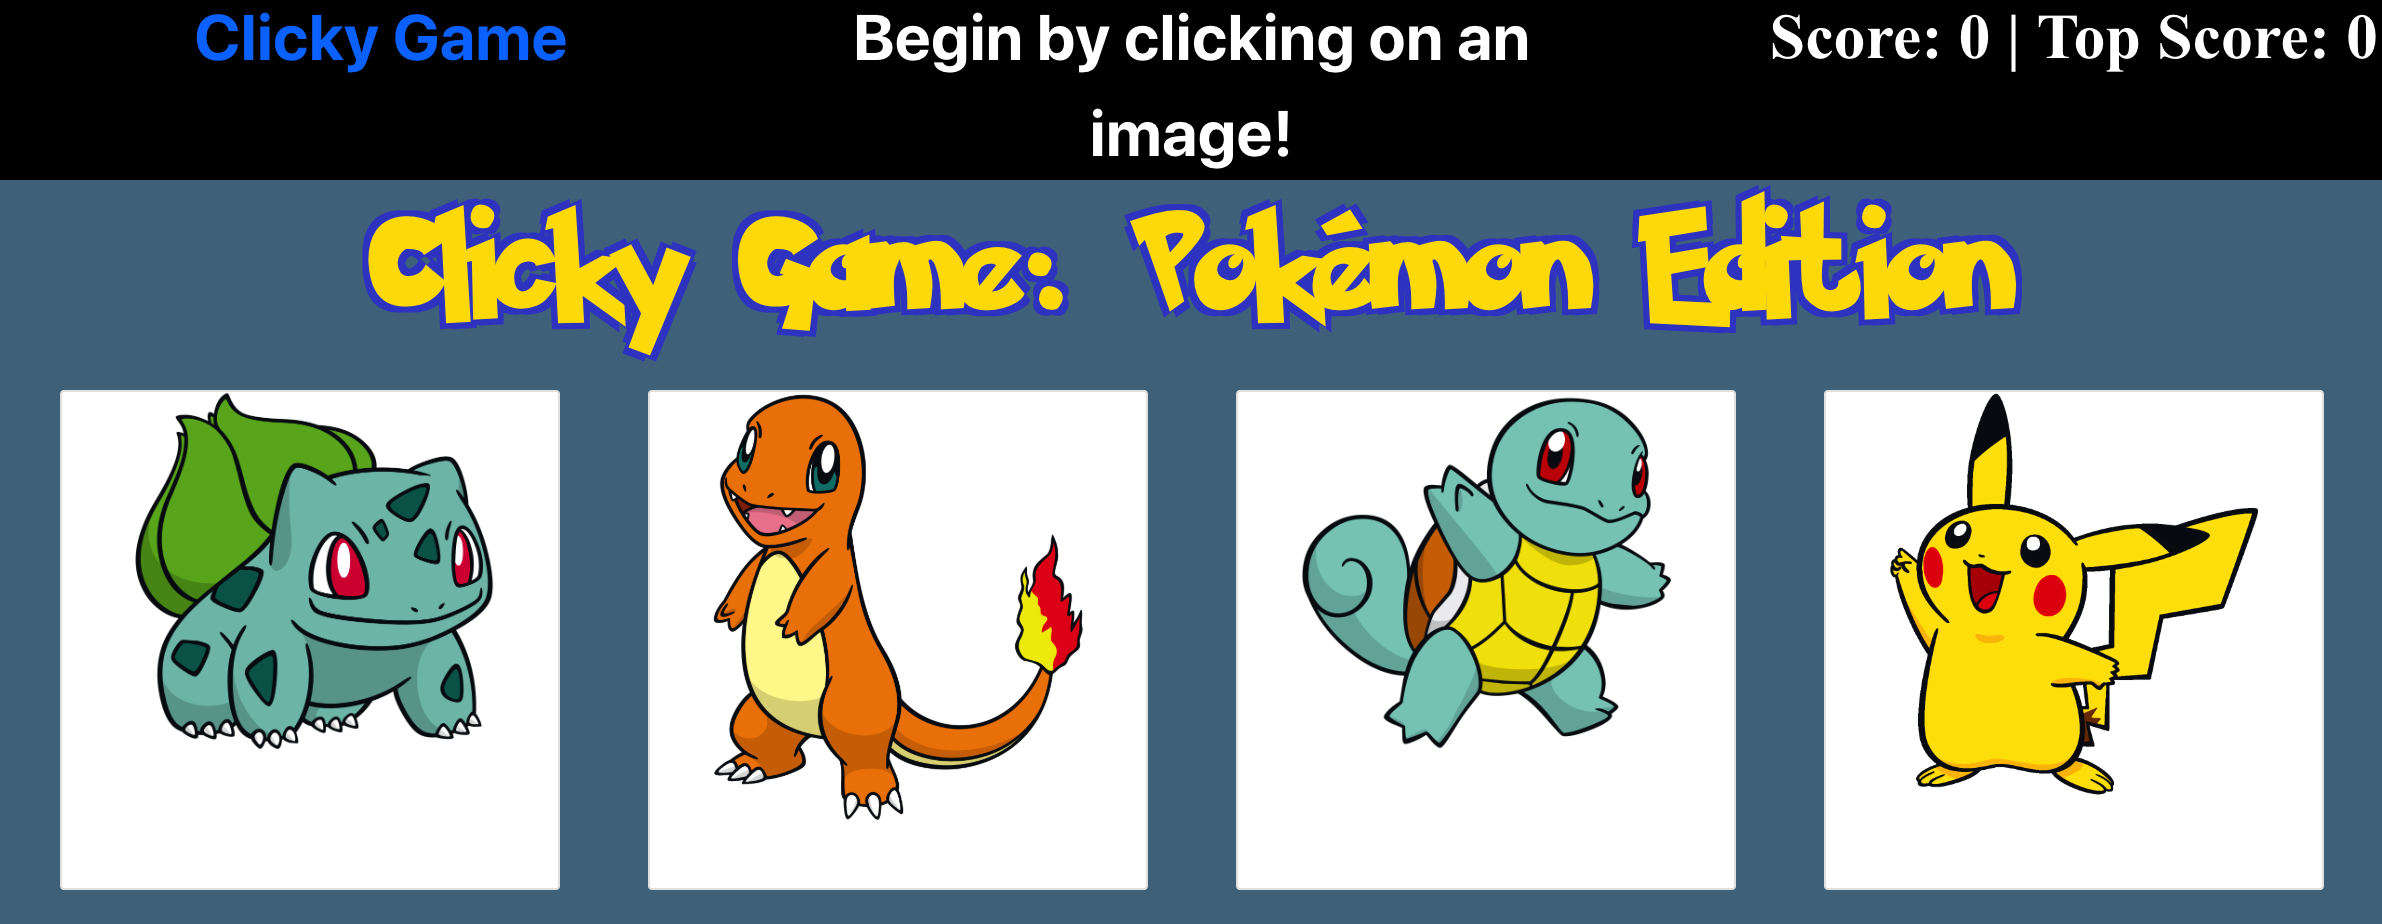 Clicky Game
Begin by clicking on an
image!
Score: 0 | Top Score: 0
Clicky Game: Pokémon Edition